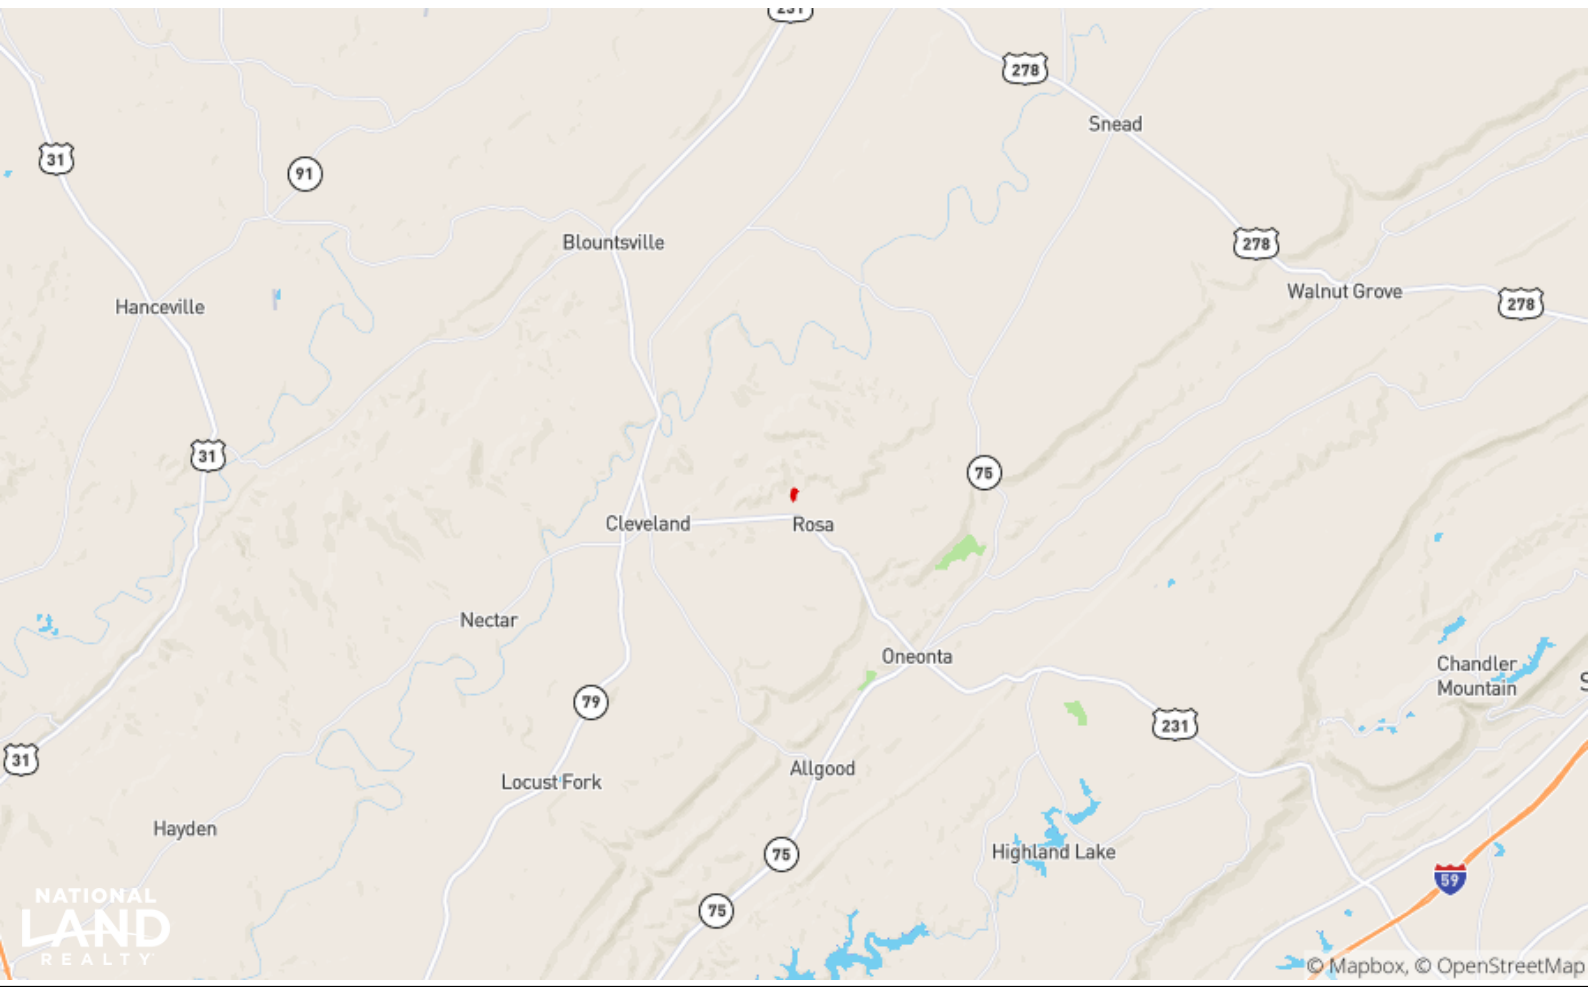 231
278
Snead
31
91
Blountsville
278
Walnut Grove
278
Hanceville
31
75
Cleveland
Rosa
Nectar
Oneonta
Chandler
Mountain
S
79
231
31
Allgood
Locust Fork
Hayden
75
Highland Lake
59
75
NATIONAL
LAND
REALTY
© Mapbox, © OpenStreetMap